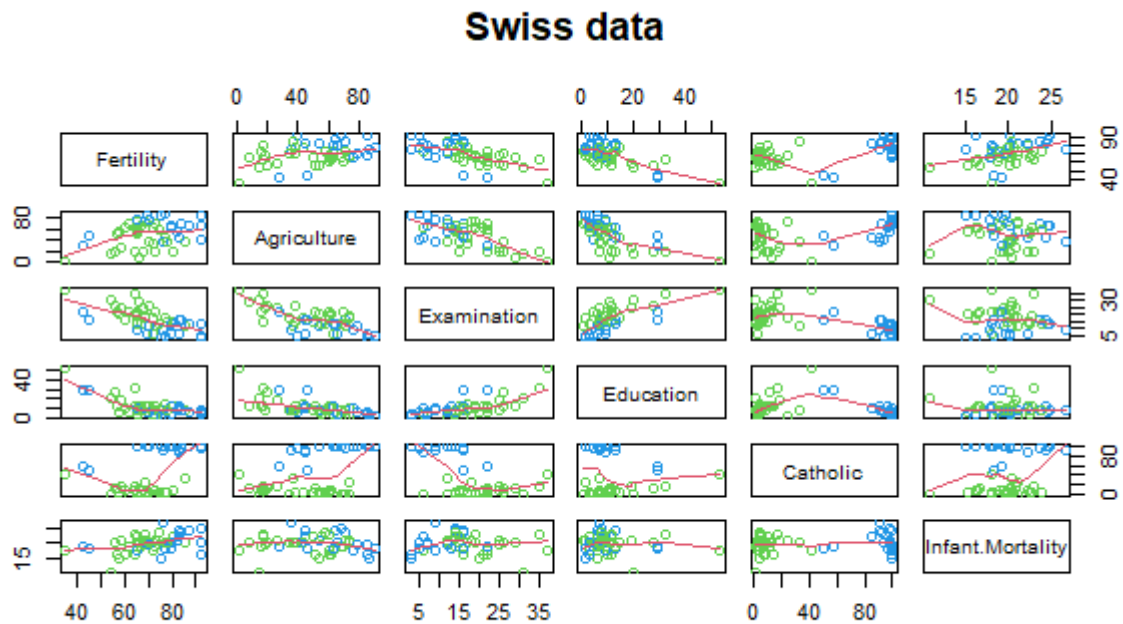 Swiss data
0 40 80
0 20 40
15 20 25
Fertility
40 90
0 80
Agriculture
Examination
5 30
0 40
Education
Catholic
0 80
15
Infant.Mortality
40 60 80
5 15 25 35
0 40 80